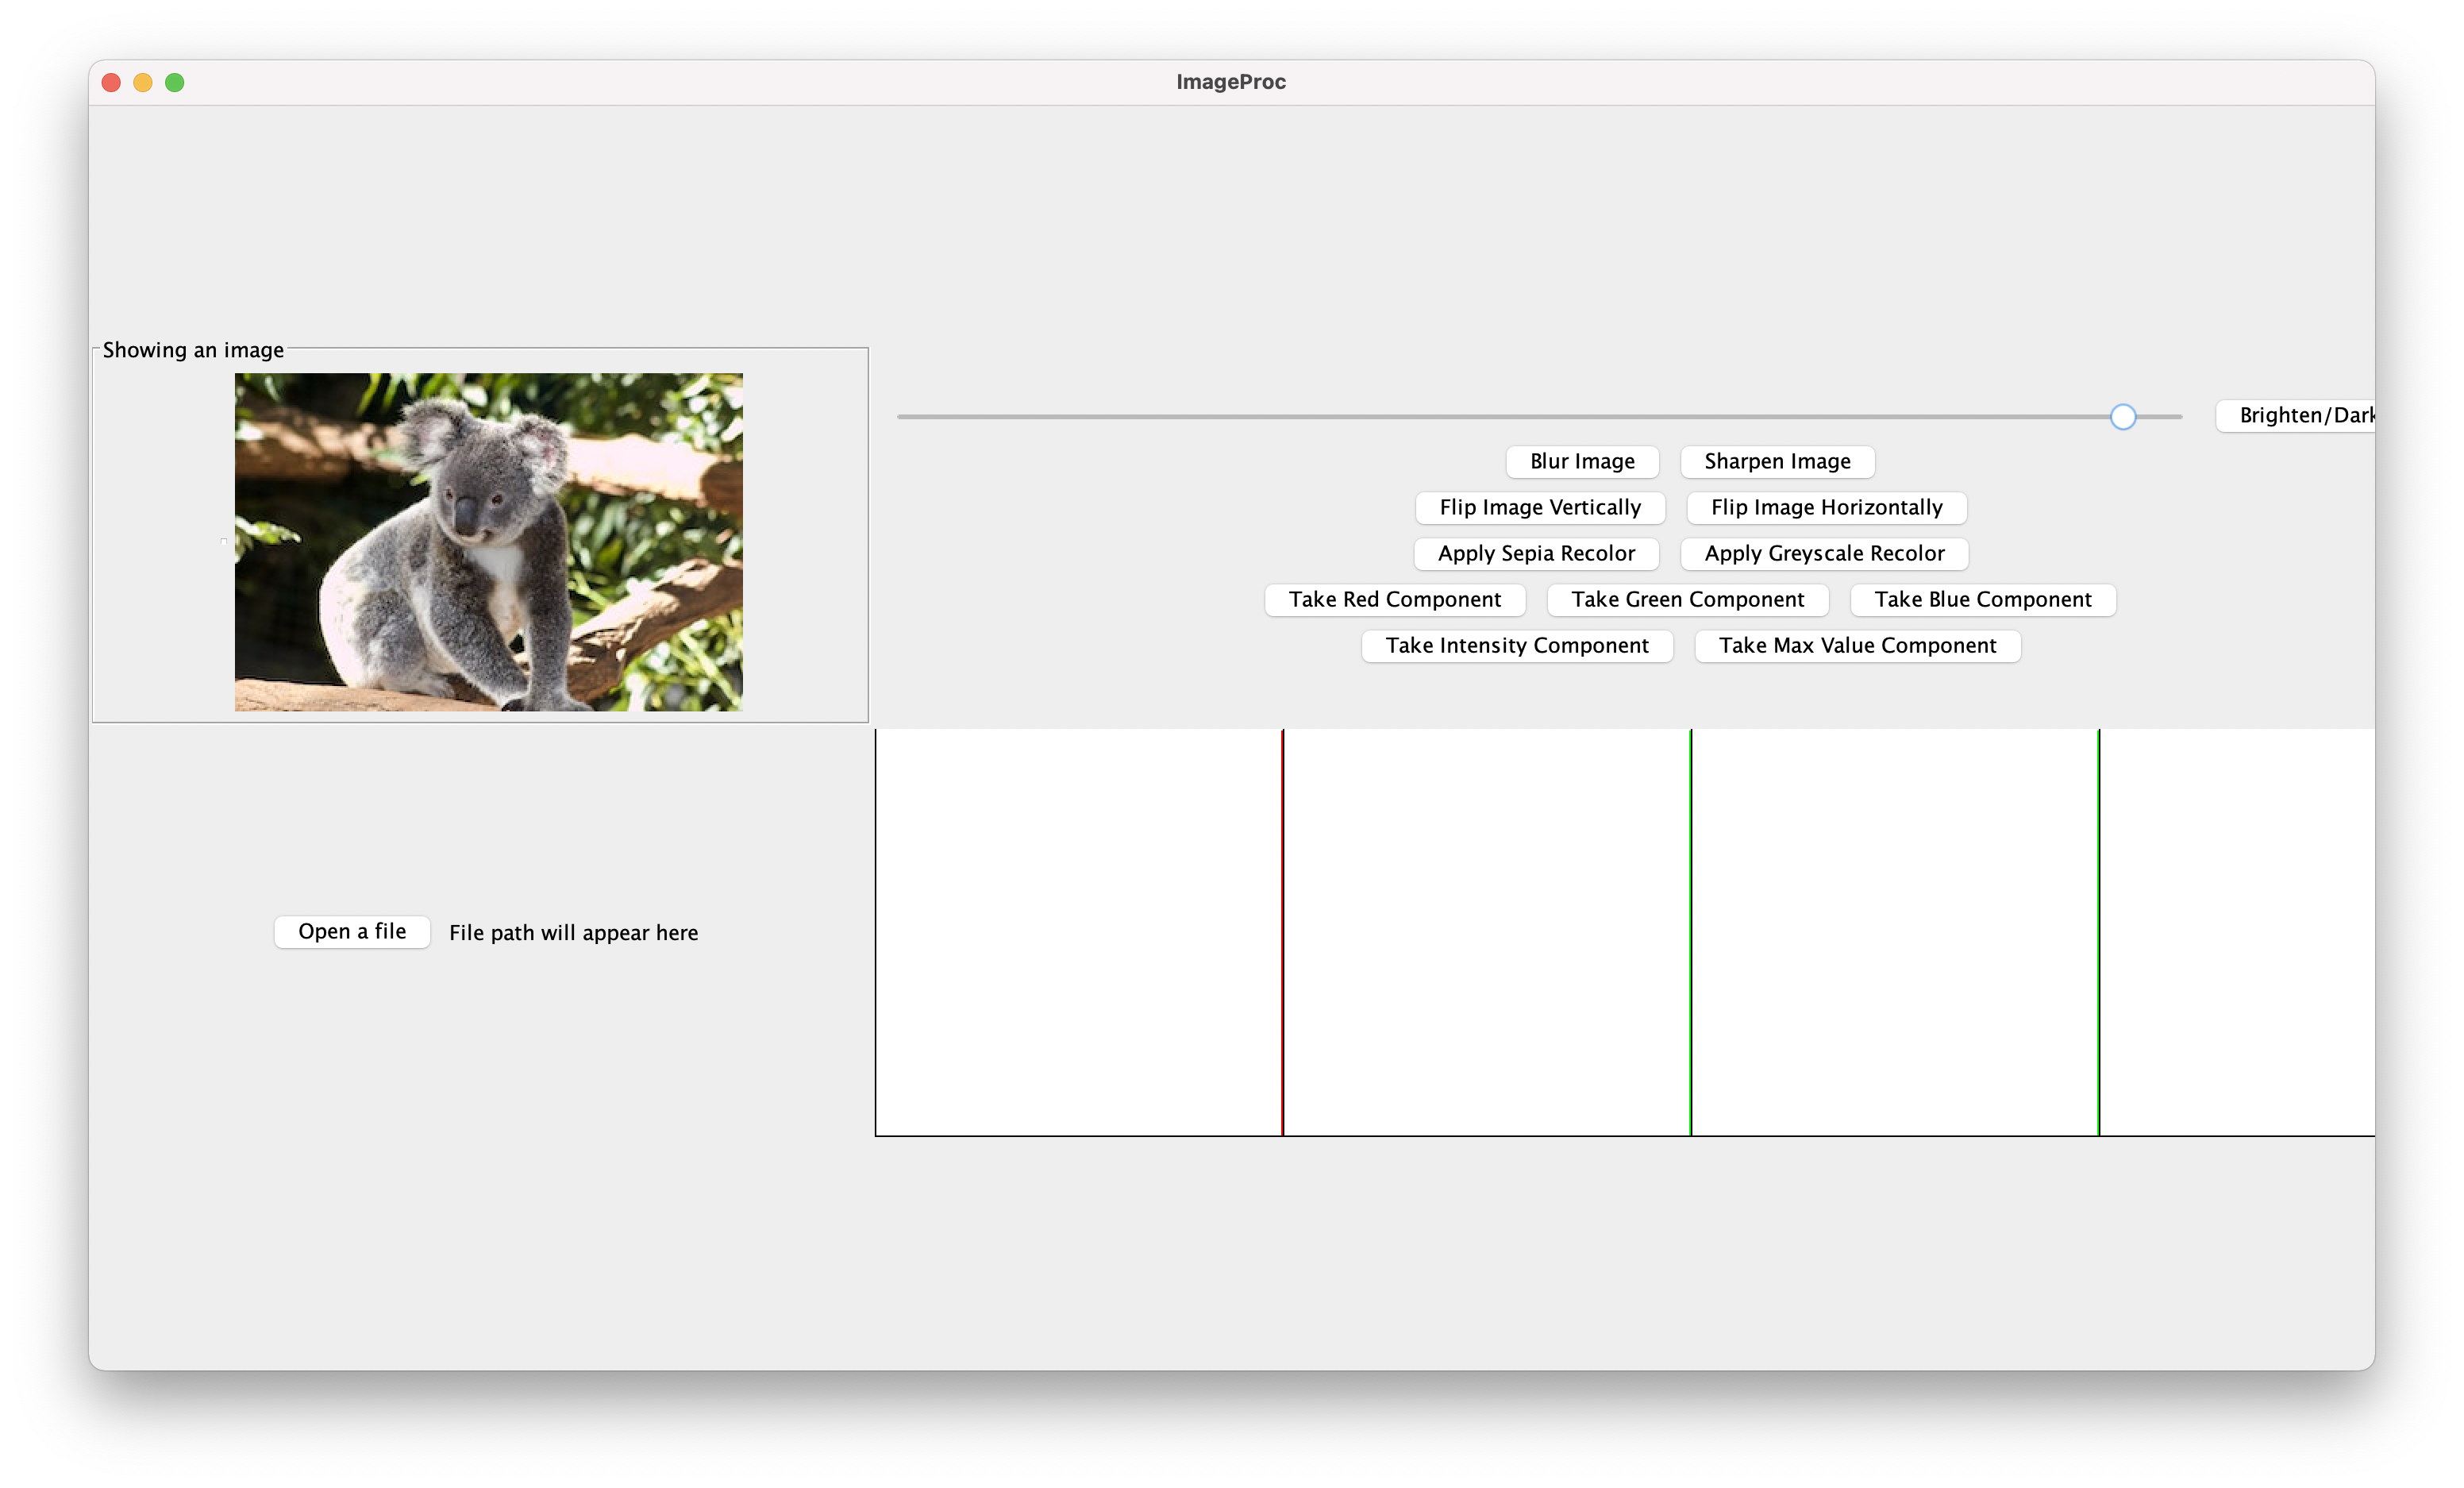 ImageProc
Showing an image
Brighten/Dark
Blur Image Sharpen Image
Flip Image Vertically Flip Image Horizontally
Apply Sepia Recolor Apply Greyscale Recolor
Take Red Component Take Green Component Take Blue Component
Take Intensity Component Take Max Value Component
Open a file File path will appear here